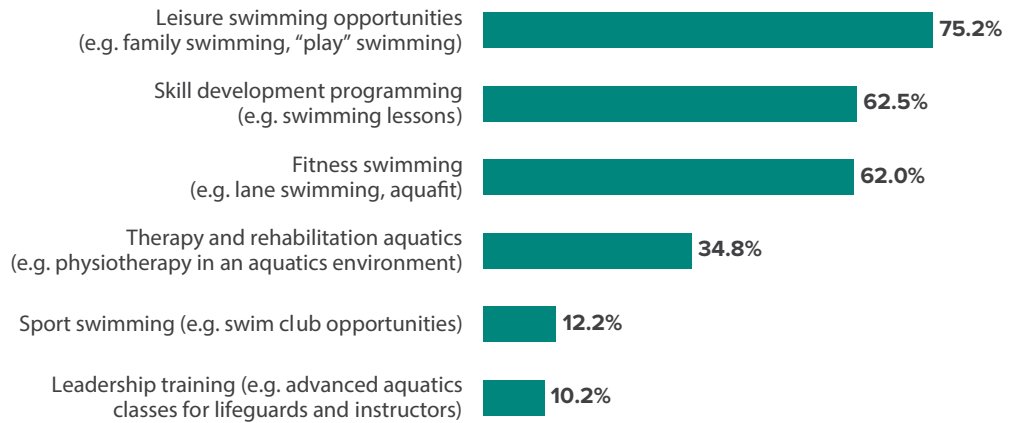 Leisure swimming opportunities
(e.g. family swimming, “play” swimming)
75.2%
Skill development programming
(e.g. swimming lessons)
62.5%
Fitness swimming
(e.g. lane swimming, aquafit)
62.0%
Therapy and rehabilitation aquatics
(e.g. physiotherapy in an aquatics environment)
34.8%
Sport swimming (e.g. swim club opportunities)
12.2%
Leadership training (e.g. advanced aquatics
classes for lifeguards and instructors)
10.2%